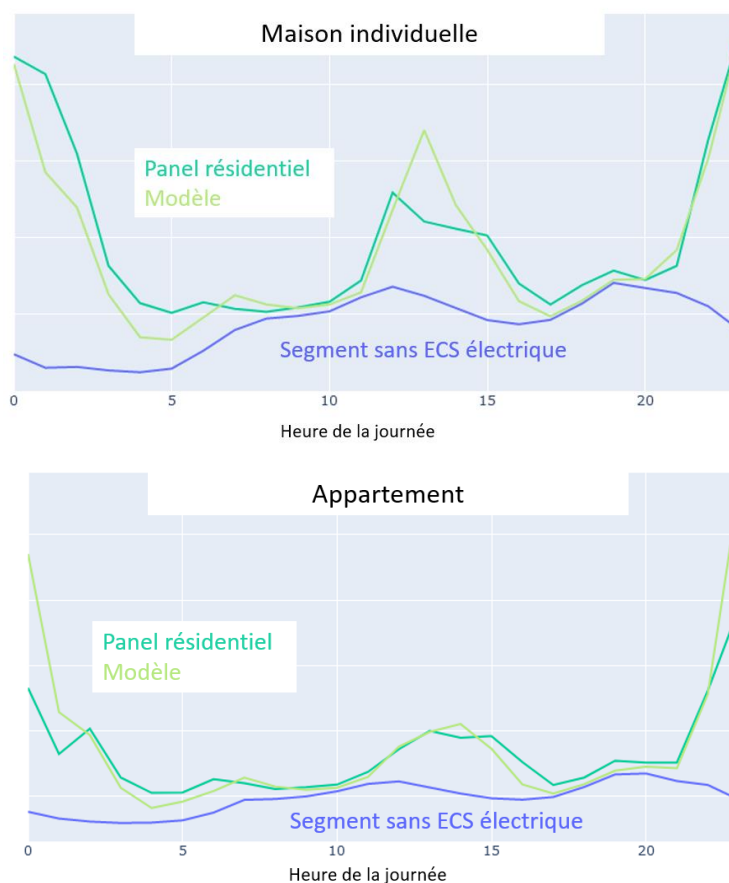 Maison individuelle
Panel résidentiel
Modèle
Segment sans ECS électrique
0 5 10 15 20
Heure de la journée
Appartement
Panel résidentiel
Modèle
Segment sans ECS électrique
0 5 10 15 20
Heure de la journée